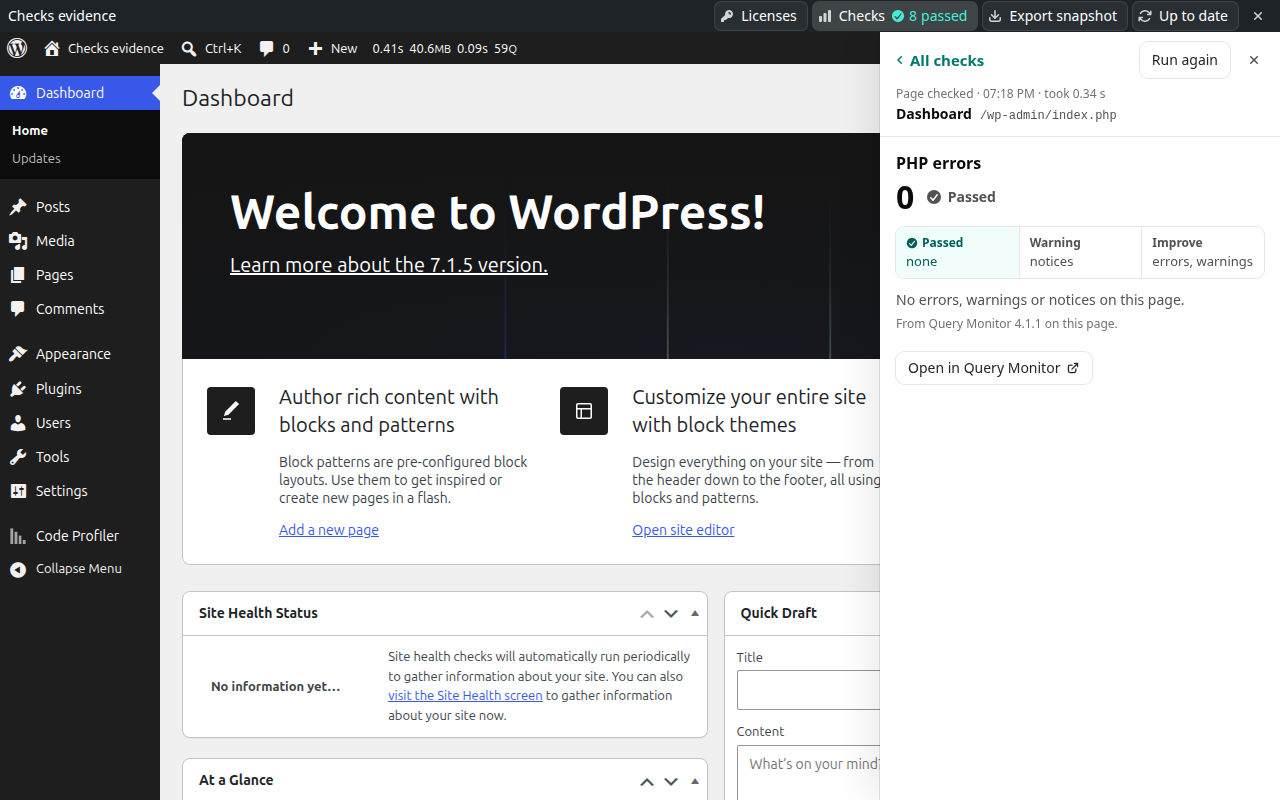 Checks evidence
Licenses
Checks 8 passed
Export snapshot
Up to date
Checks evidence
Ctrl+K
0
New
0.41s 40.6MB 0.09s 59Q
Dashboard
Home
Updates
Posts
Media
Pages
Comments
Appearance
Plugins
Users
Tools
Settings
Code Profiler
Collapse Menu
Dashboard
Welcome to WordPress!
Learn more about the 7.1.5 version.
Author rich content with
blocks and patterns
Block patterns are pre-configured block
layouts. Use them to get inspired or
create new pages in a flash.
Add a new page
Customize your entire site
with block themes
Design everything on your site — from
the header down to the footer, all using
blocks and patterns.
Open site editor
Site Health Status
No information yet…
Site health checks will automatically run periodically
to gather information about your site. You can also
visit the Site Health screen to gather information
about your site now.
At a Glance
Quick Draft
Title
Content
What's on your mind?
All checks
Run again
Page checked · 07:18 PM · took 0.34 s
Dashboard /wp-admin/index.php
PHP errors
0 Passed
Passed
none
Warning
notices
Improve
errors, warnings
No errors, warnings or notices on this page.
From Query Monitor 4.1.1 on this page.
Open in Query Monitor